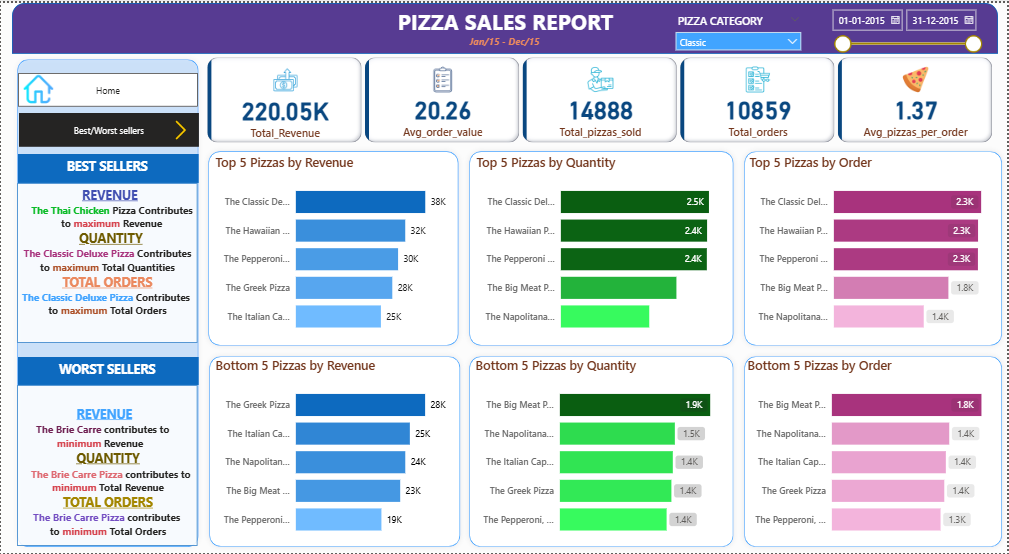 PIZZA SALES REPORT
Jan/15 - Dec/15
PIZZA CATEGORY
Classic
01-01-2015
31-12-2015
Home
Best/Worst sellers
220.05K
Total_Revenue
20.26
Avg_order_value
14888
Total_pizzas_sold
10859
Total_orders
1.37
Avg_pizzas_per_order
BEST SELLERS
REVENUE
The Thai Chicken Pizza Contributes
to maximum Revenue
QUANTITY
The Classic Deluxe Pizza Contributes
to maximum Total Quantities
TOTAL ORDERS
The Classic Deluxe Pizza Contributes
to maximum Total Orders
WORST SELLERS
REVENUE
The Brie Carre contributes to
minimum Revenue
QUANTITY
The Brie Carre Pizza contributes to
minimum Total Revenue
TOTAL ORDERS
The Brie Carre Pizza contributes
to minimum Total Orders
Top 5 Pizzas by Revenue
The Classic De... 38K
The Hawaiian ... 32K
The Pepperoni... 30K
The Greek Pizza 28K
The Italian Ca... 25K
Top 5 Pizzas by Quantity
The Classic Del... 2.5K
The Hawaiian P... 2.4K
The Pepperoni ... 2.4K
The Big Meat P...
The Napolitana...
Top 5 Pizzas by Order
The Classic Del... 2.3K
The Hawaiian P... 2.3K
The Pepperoni ... 2.3K
The Big Meat P... 1.8K
The Napolitana... 1.4K
Bottom 5 Pizzas by Revenue
The Greek Pizza 28K
The Italian Ca... 25K
The Napolitan... 24K
The Big Meat ... 23K
The Pepperoni... 19K
Bottom 5 Pizzas by Quantity
The Big Meat P... 1.9K
The Napolitana... 1.5K
The Italian Cap... 1.4K
The Greek Pizza 1.4K
The Pepperoni, ... 1.4K
Bottom 5 Pizzas by Order
The Big Meat P... 1.8K
The Napolitana... 1.4K
The Italian Cap... 1.4K
The Greek Pizza 1.4K
The Pepperoni, ... 1.3K